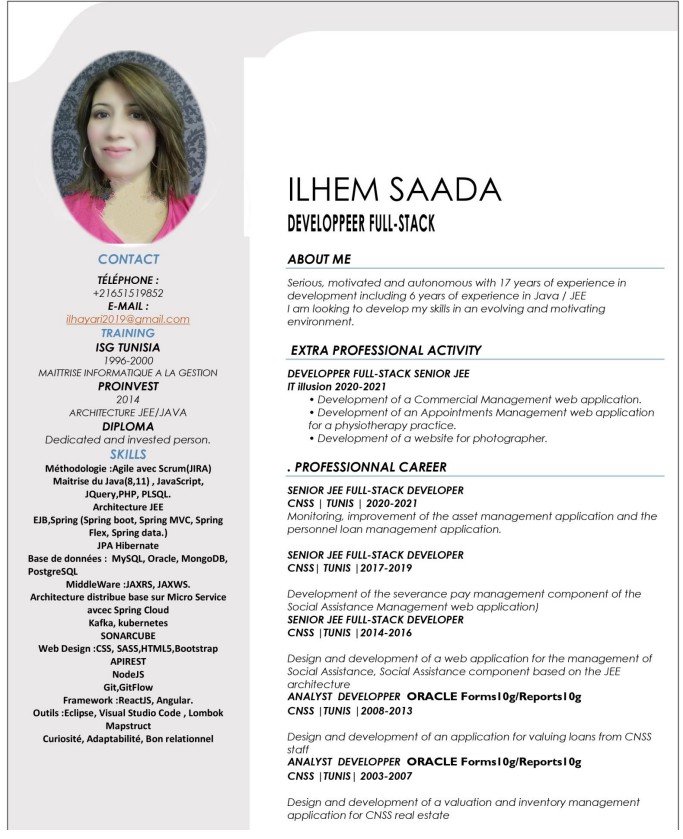 CONTACT
TÉLÉPHONE :
+21651519852
E-MAIL :
ilhayari2019@gmail.com
TRAINING
ISG TUNISIA
1996-2000
MAITTRISE INFORMATIQUE A LA GESTION
PROINVEST
2014
ARCHITECTURE JEE/JAVA
DIPLOMA
Dedicated and invested person.
SKILLS
Méthodologie :Agile avec Scrum(JIRA)
Maitrise du Java(8,11) , JavaScript,
JQuery,PHP, PLSQL.
Architecture JEE
EJB,Spring (Spring boot, Spring MVC, Spring
Flex, Spring data.)
JPA Hibernate
Base de données : MySQL, Oracle, MongoDB,
PostgreSQL
MiddleWare :JAXRS, JAXWS.
Architecture distribue base sur Micro Service
avcec Spring Cloud
Kafka, kubernetes
SONARCUBE
Web Design :CSS, SASS,HTML5,Bootstrap
APIREST
NodeJS
Git,GitFlow
Framework :ReactJS, Angular.
Outils :Eclipse, Visual Studio Code , Lombok
Mapstruct
Curiosité, Adaptabilité, Bon relationnel
ILHEM SAADA
DEVELOPPEER FULL-STACK
ABOUT ME
Serious, motivated and autonomous with 17 years of experience in
development including 6 years of experience in Java / JEE
I am looking to develop my skills in an evolving and motivating
environment.
EXTRA PROFESSIONAL ACTIVITY
DEVELOPPER FULL-STACK SENIOR JEE
IT illusion 2020-2021
• Development of a Commercial Management web application.
• Development of an Appointments Management web application
for a physiotherapy practice.
• Development of a website for photographer.
. PROFESSIONNAL CAREER
SENIOR JEE FULL-STACK DEVELOPER
CNSS | TUNIS | 2020-2021
Monitoring, improvement of the asset management application and the
personnel loan management application.
SENIOR JEE FULL-STACK DEVELOPER
CNSS| TUNIS |2017-2019
Development of the severance pay management component of the
Social Assistance Management web application)
SENIOR JEE FULL-STACK DEVELOPER
CNSS |TUNIS |2014-2016
Design and development of a web application for the management of
Social Assistance, Social Assistance component based on the JEE
architecture
ANALYST DEVELOPPER ORACLE Forms10g/Reports10g
CNSS |TUNIS |2008-2013
Design and development of an application for valuing loans from CNSS
staff
ANALYST DEVELOPPER ORACLE Forms10g/Reports10g
CNSS |TUNIS| 2003-2007
Design and development of a valuation and inventory management
application for CNSS real estate